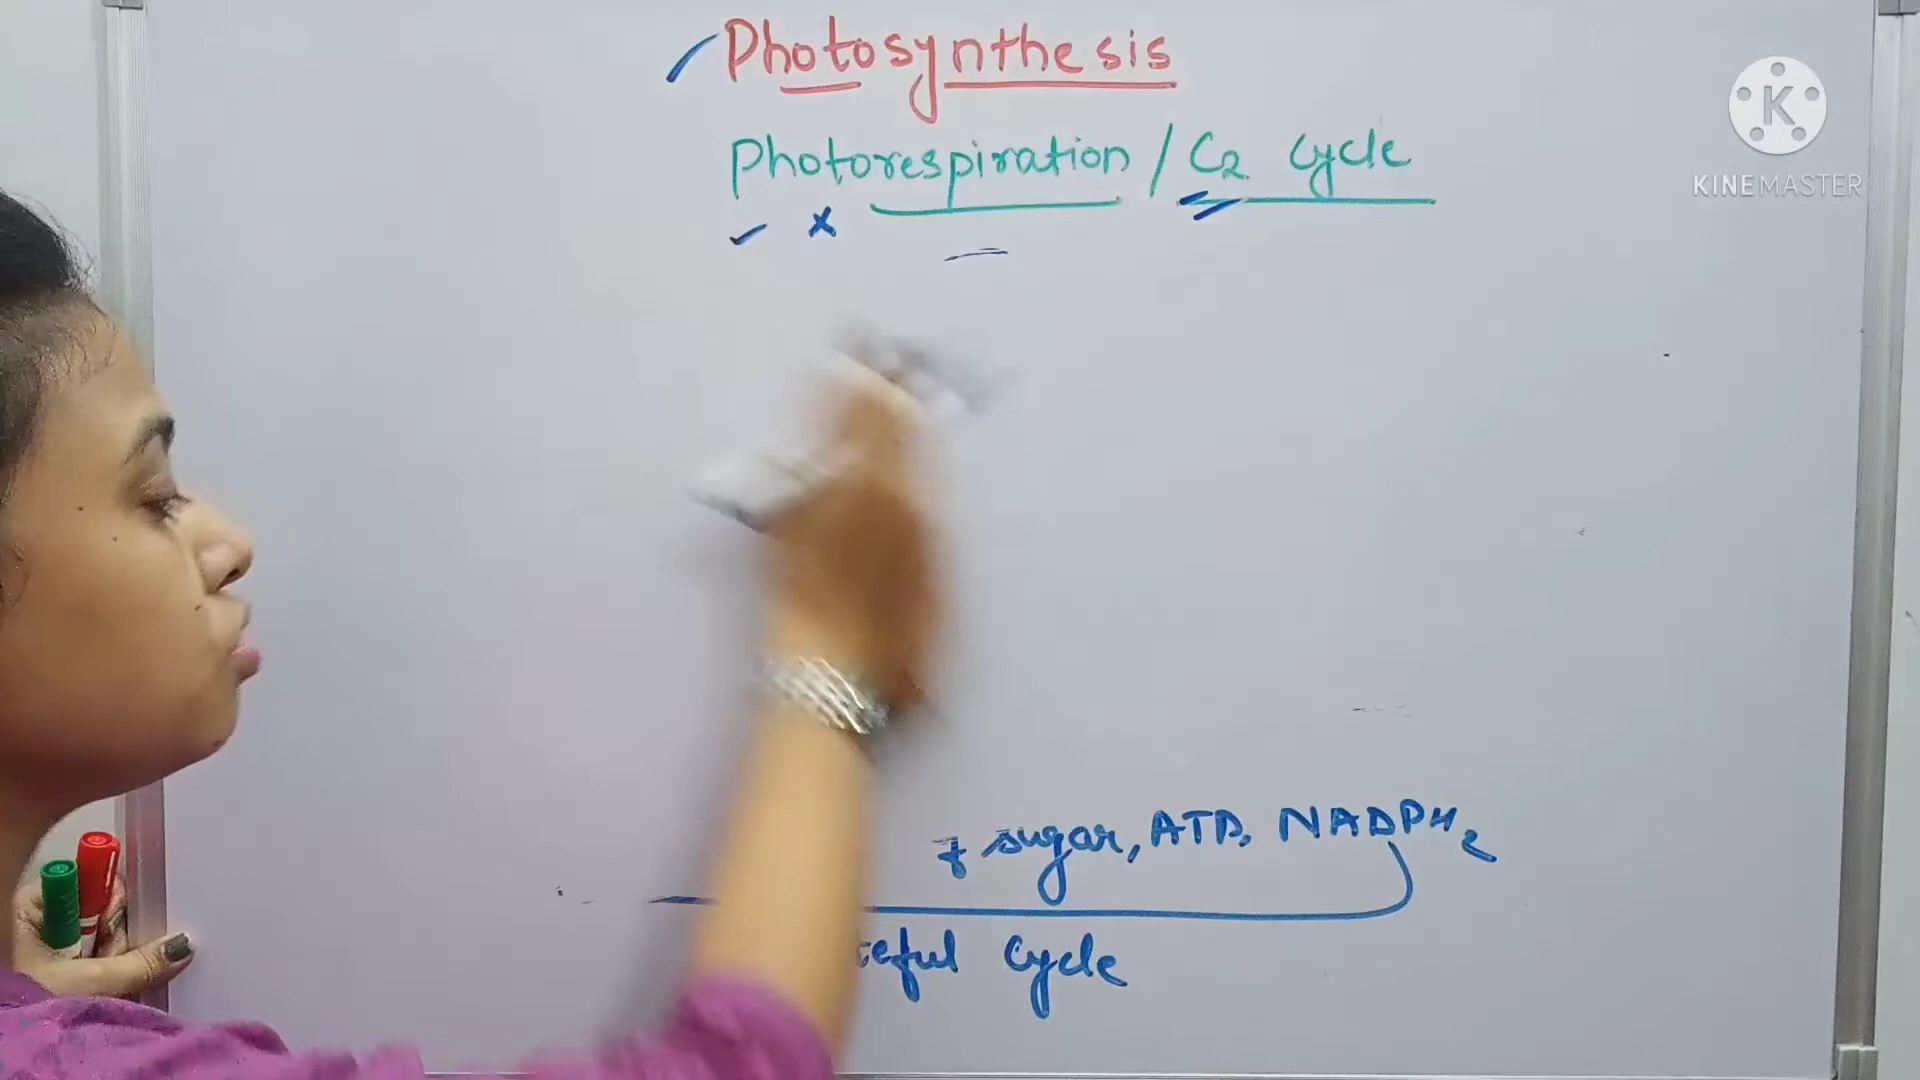 Photosynthesis
Photorespiration / C2 Cycle
K
KINEMASTER
sugar, ATP, NADPH2
Cycle